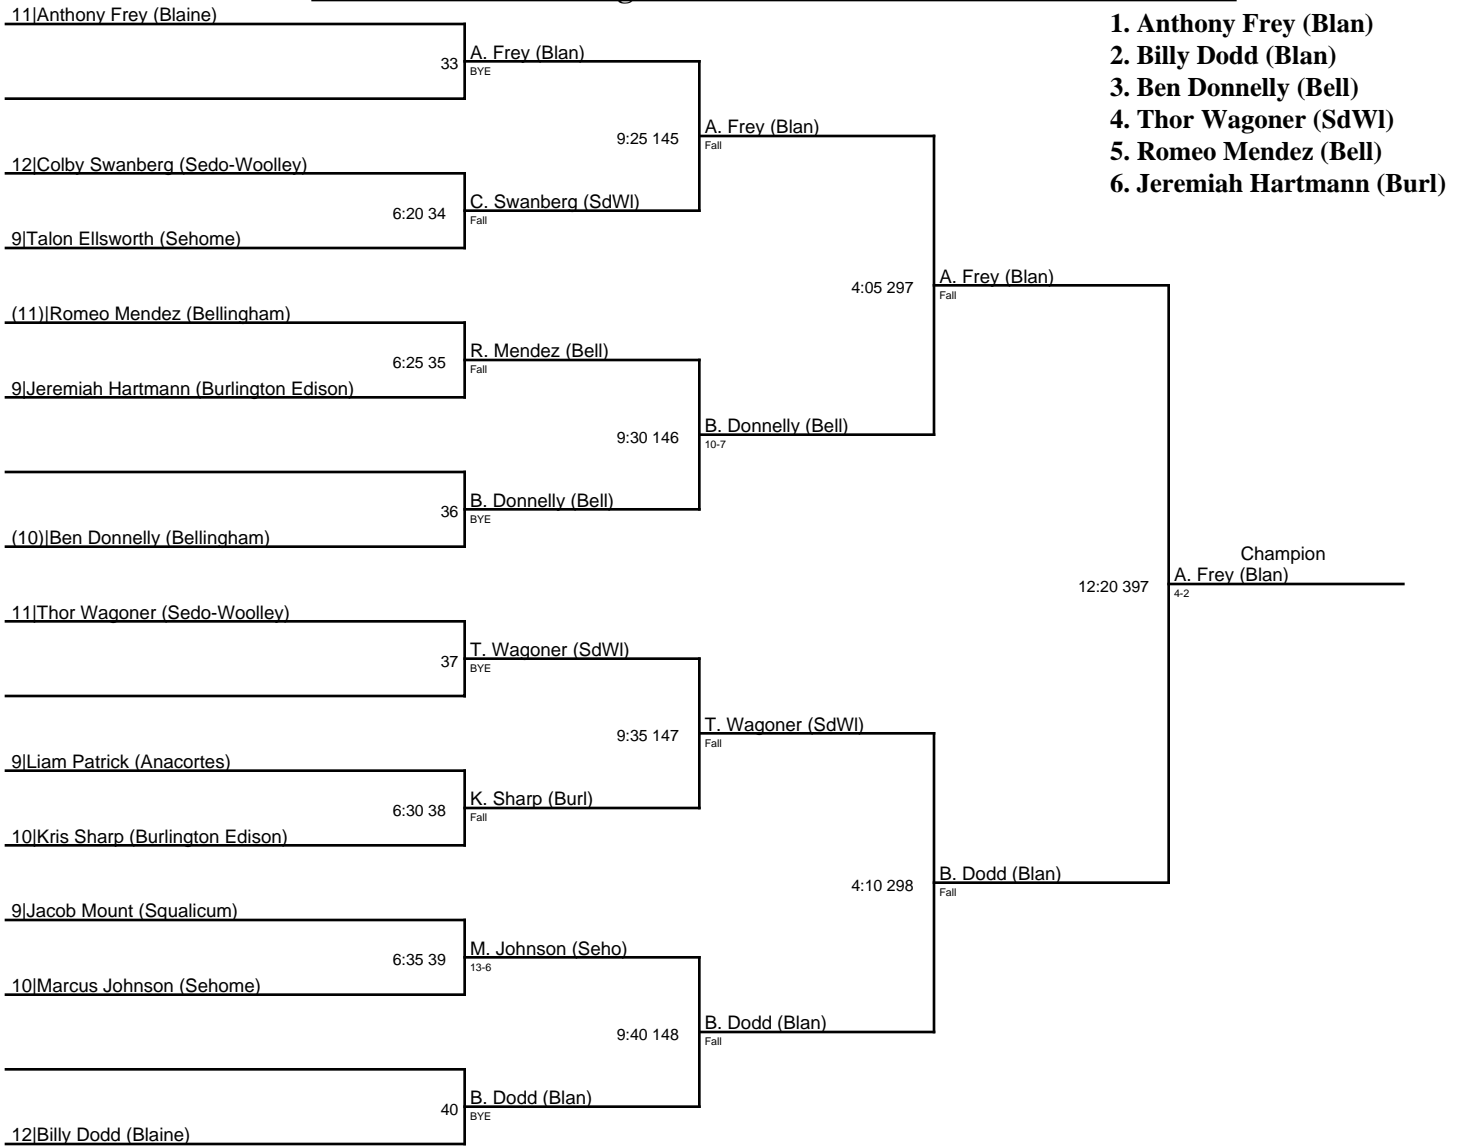 11|Anthony Frey (Blaine)
33
A. Frey (Blan)
BYE
12|Colby Swanberg (Sedo-Woolley)
6:20 34
C. Swanberg (SdWl)
Fall
9|Talon Ellsworth (Sehome)
9:25 145
A. Frey (Blan)
Fall
(11)|Romeo Mendez (Bellingham)
6:25 35
R. Mendez (Bell)
Fall
9|Jeremiah Hartmann (Burlington Edison)
9:30 146
B. Donnelly (Bell)
10-7
36
B. Donnelly (Bell)
BYE
(10)|Ben Donnelly (Bellingham)
4:05 297
A. Frey (Blan)
Fall
11|Thor Wagoner (Sedo-Woolley)
37
T. Wagoner (SdWl)
BYE
9:35 147
T. Wagoner (SdWl)
Fall
9|Liam Patrick (Anacortes)
6:30 38
K. Sharp (Burl)
Fall
10|Kris Sharp (Burlington Edison)
9|Jacob Mount (Squalicum)
6:35 39
M. Johnson (Seho)
13-6
10|Marcus Johnson (Sehome)
9:40 148
B. Dodd (Blan)
Fall
40
B. Dodd (Blan)
BYE
12|Billy Dodd (Blaine)
4:10 298
B. Dodd (Blan)
Fall
12:20 397
Champion
A. Frey (Blan)
4-2
1. Anthony Frey (Blan)
2. Billy Dodd (Blan)
3. Ben Donnelly (Bell)
4. Thor Wagoner (SdWl)
5. Romeo Mendez (Bell)
6. Jeremiah Hartmann (Burl)